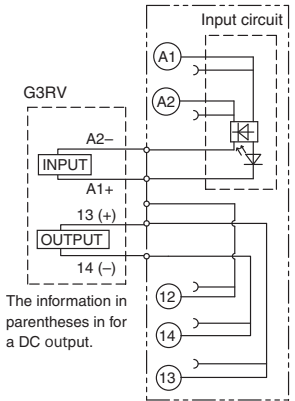 Input circuit
A1
G3RV
A2
A2–
INPUT
A1+
13 (+)
OUTPUT
14 (–)
The information in
parentheses in for
a DC output.
12
14
13